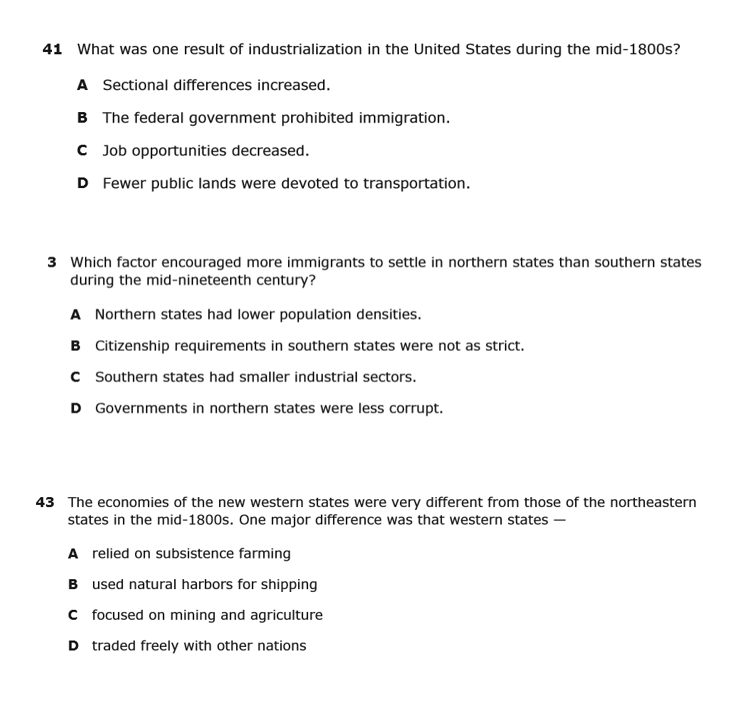 41 What was one result of industrialization in the United States during the mid-1800s?
A Sectional differences increased.
B The federal government prohibited immigration.
C Job opportunities decreased.
D Fewer public lands were devoted to transportation.
3 Which factor encouraged more immigrants to settle in northern states than southern states
during the mid-nineteenth century?
A Northern states had lower population densities.
B Citizenship requirements in southern states were not as strict.
C Southern states had smaller industrial sectors.
D Governments in northern states were less corrupt.
43 The economies of the new western states were very different from those of the northeastern
states in the mid-1800s. One major difference was that western states —
A relied on subsistence farming
B used natural harbors for shipping
C focused on mining and agriculture
D traded freely with other nations